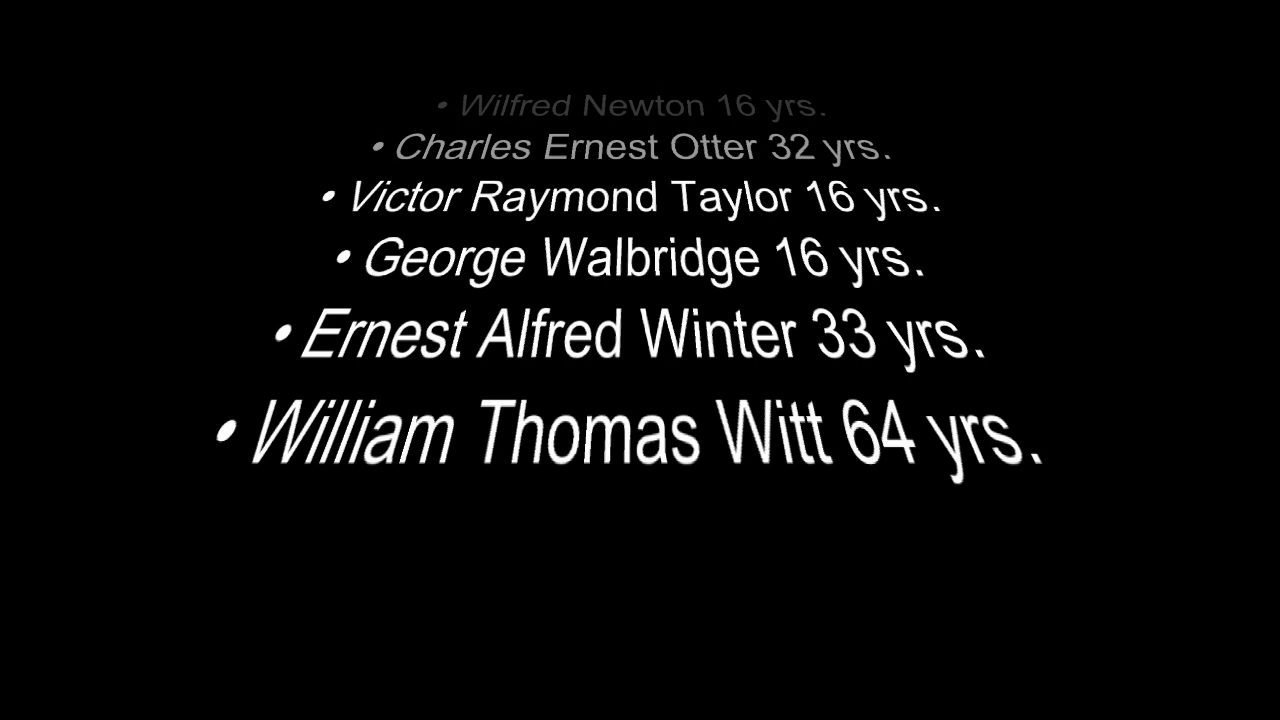 • Wilfred Newton 16 yrs.
• Charles Ernest Otter 32 yrs.
• Victor Raymond Taylor 16 yrs.
• George Walbridge 16 yrs.
• Ernest Alfred Winter 33 yrs.
• William Thomas Witt 64 yrs.